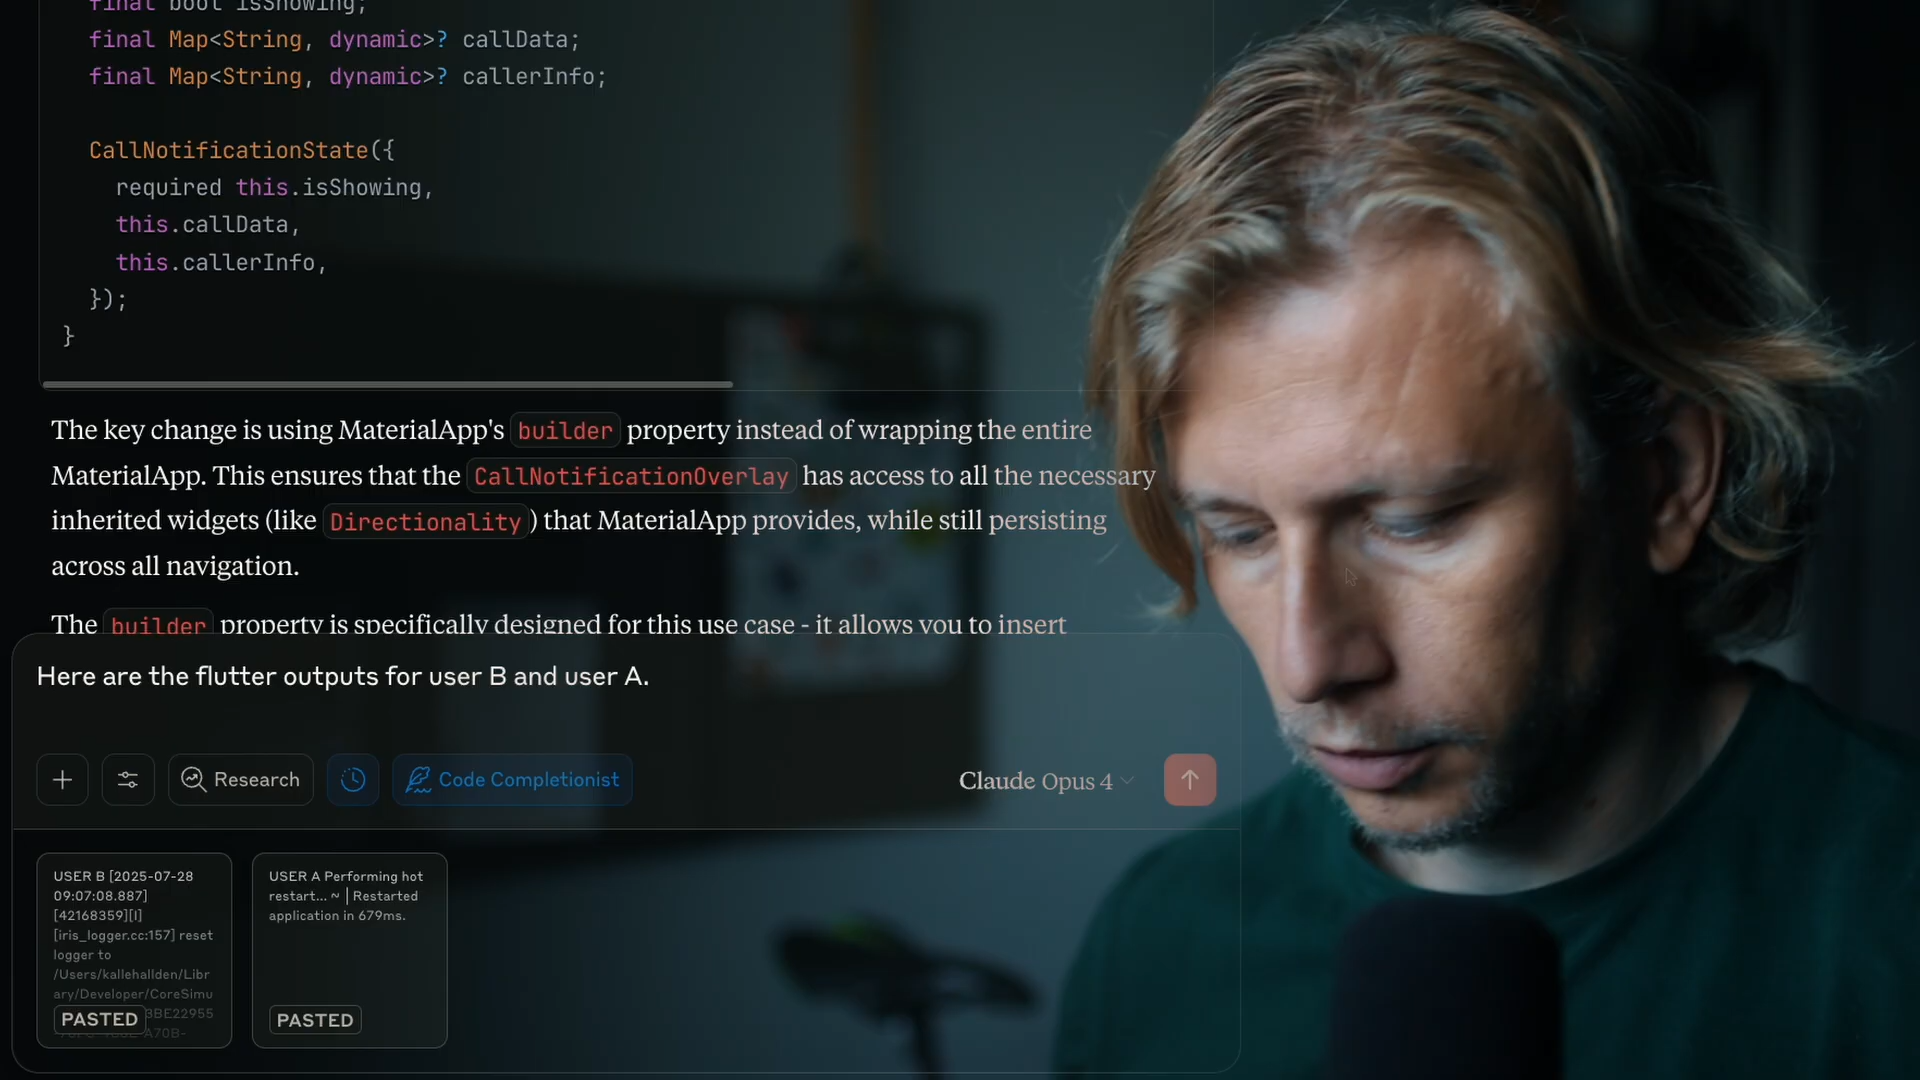 final bool isShowing;
final Map<String, dynamic>? callData;
final Map<String, dynamic>? callerInfo;
CallNotificationState({
required this.isShowing,
this.callData,
this.callerInfo,
});
}
The key change is using MaterialApp's builder property instead of wrapping the entire
MaterialApp. This ensures that the CallNotificationOverlay has access to all the necessary
inherited widgets (like Directionality) that MaterialApp provides, while still persisting
across all navigation.
The builder property is specifically designed for this use case - it allows you to insert
Here are the flutter outputs for user B and user A.
Research
Code Completionist
Claude Opus 4
USER B [2025-07-28
09:07:08.887]
[42168359][I]
[iris_logger.cc:157] reset
logger to
/Users/kallehallden/Libr
ary/Developer/CoreSimu
3BE22955
A70B-
PASTED
USER A Performing hot
restart... ~ | Restarted
application in 679ms.
PASTED